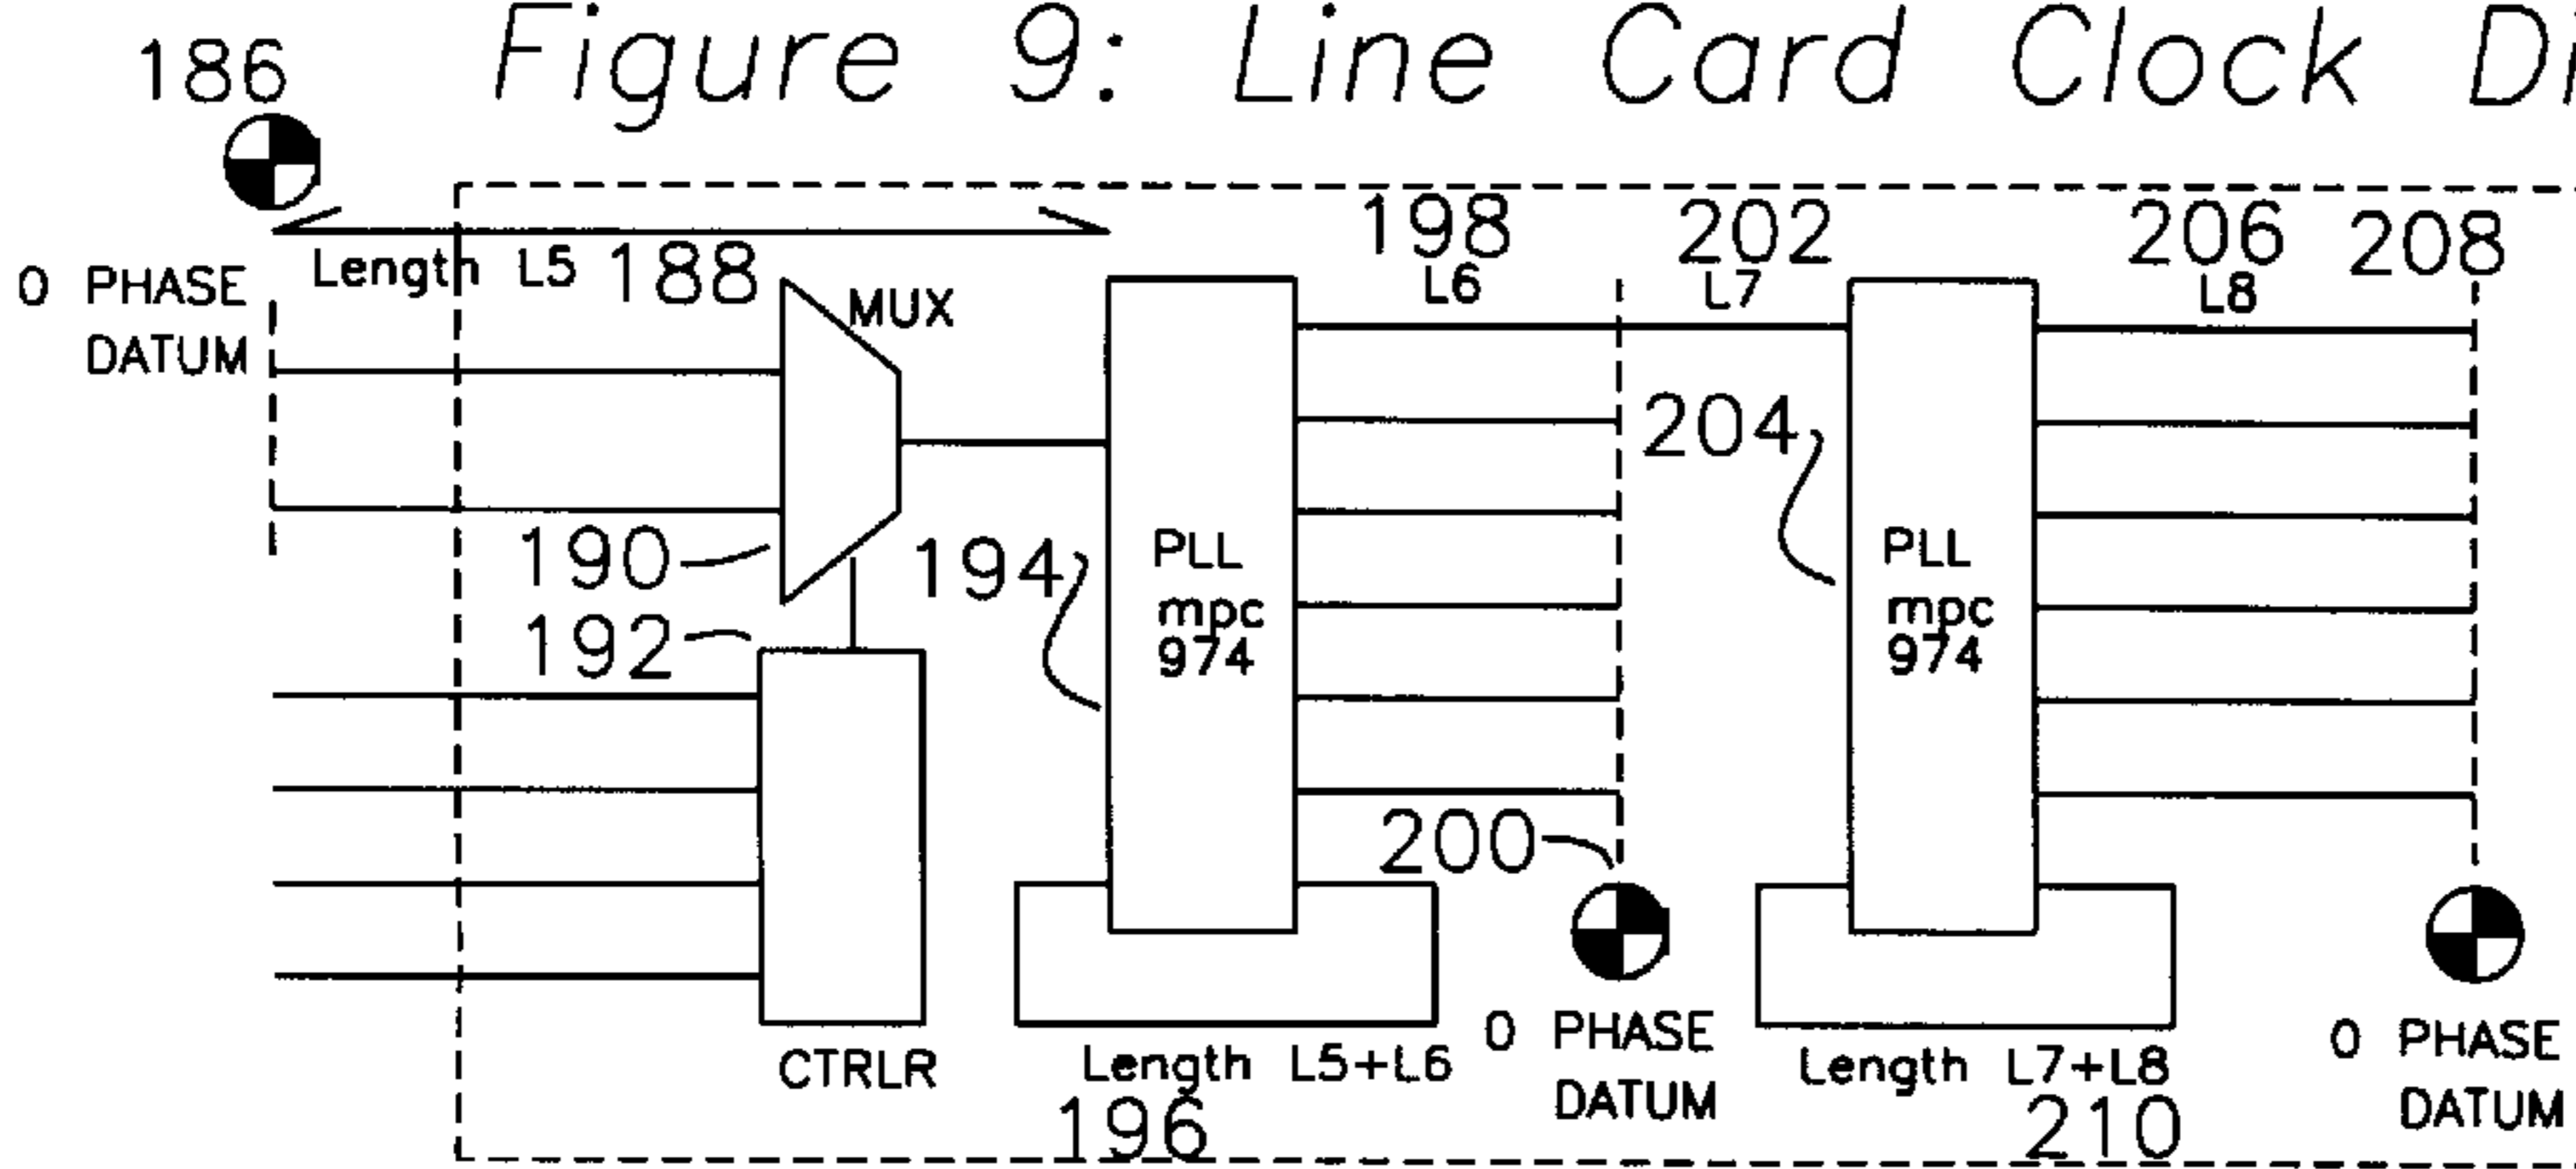 Figure 9: Line Card Clock
186
0 PHASE
DATUM
Length L5 188
MUX
198
L6
202
L7
206
L8
208
190
192
194
PLL
mpc
974
204
PLL
mpc
974
200
CTRLR
Length L5+L6
196
0 PHASE
DATUM
Length L7+L8
210
0 PHASE
DATUM